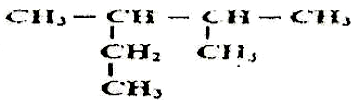 CH₃ — CH — CH — CH₃
CH₂ CH₃
CH₃